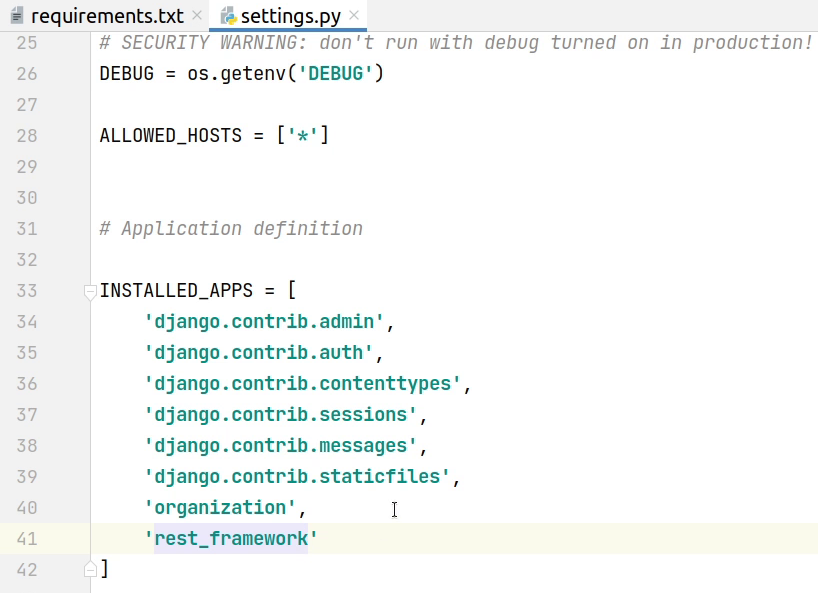 requirements.txt × settings.py ×
25 # SECURITY WARNING: don't run with debug turned on in production!
26 DEBUG = os.getenv('DEBUG')
27
28 ALLOWED_HOSTS = ['*']
29
30
31 # Application definition
32
33 INSTALLED_APPS = [
34 'django.contrib.admin',
35 'django.contrib.auth',
36 'django.contrib.contenttypes',
37 'django.contrib.sessions',
38 'django.contrib.messages',
39 'django.contrib.staticfiles',
40 'organization',
41 'rest_framework'
42 ]